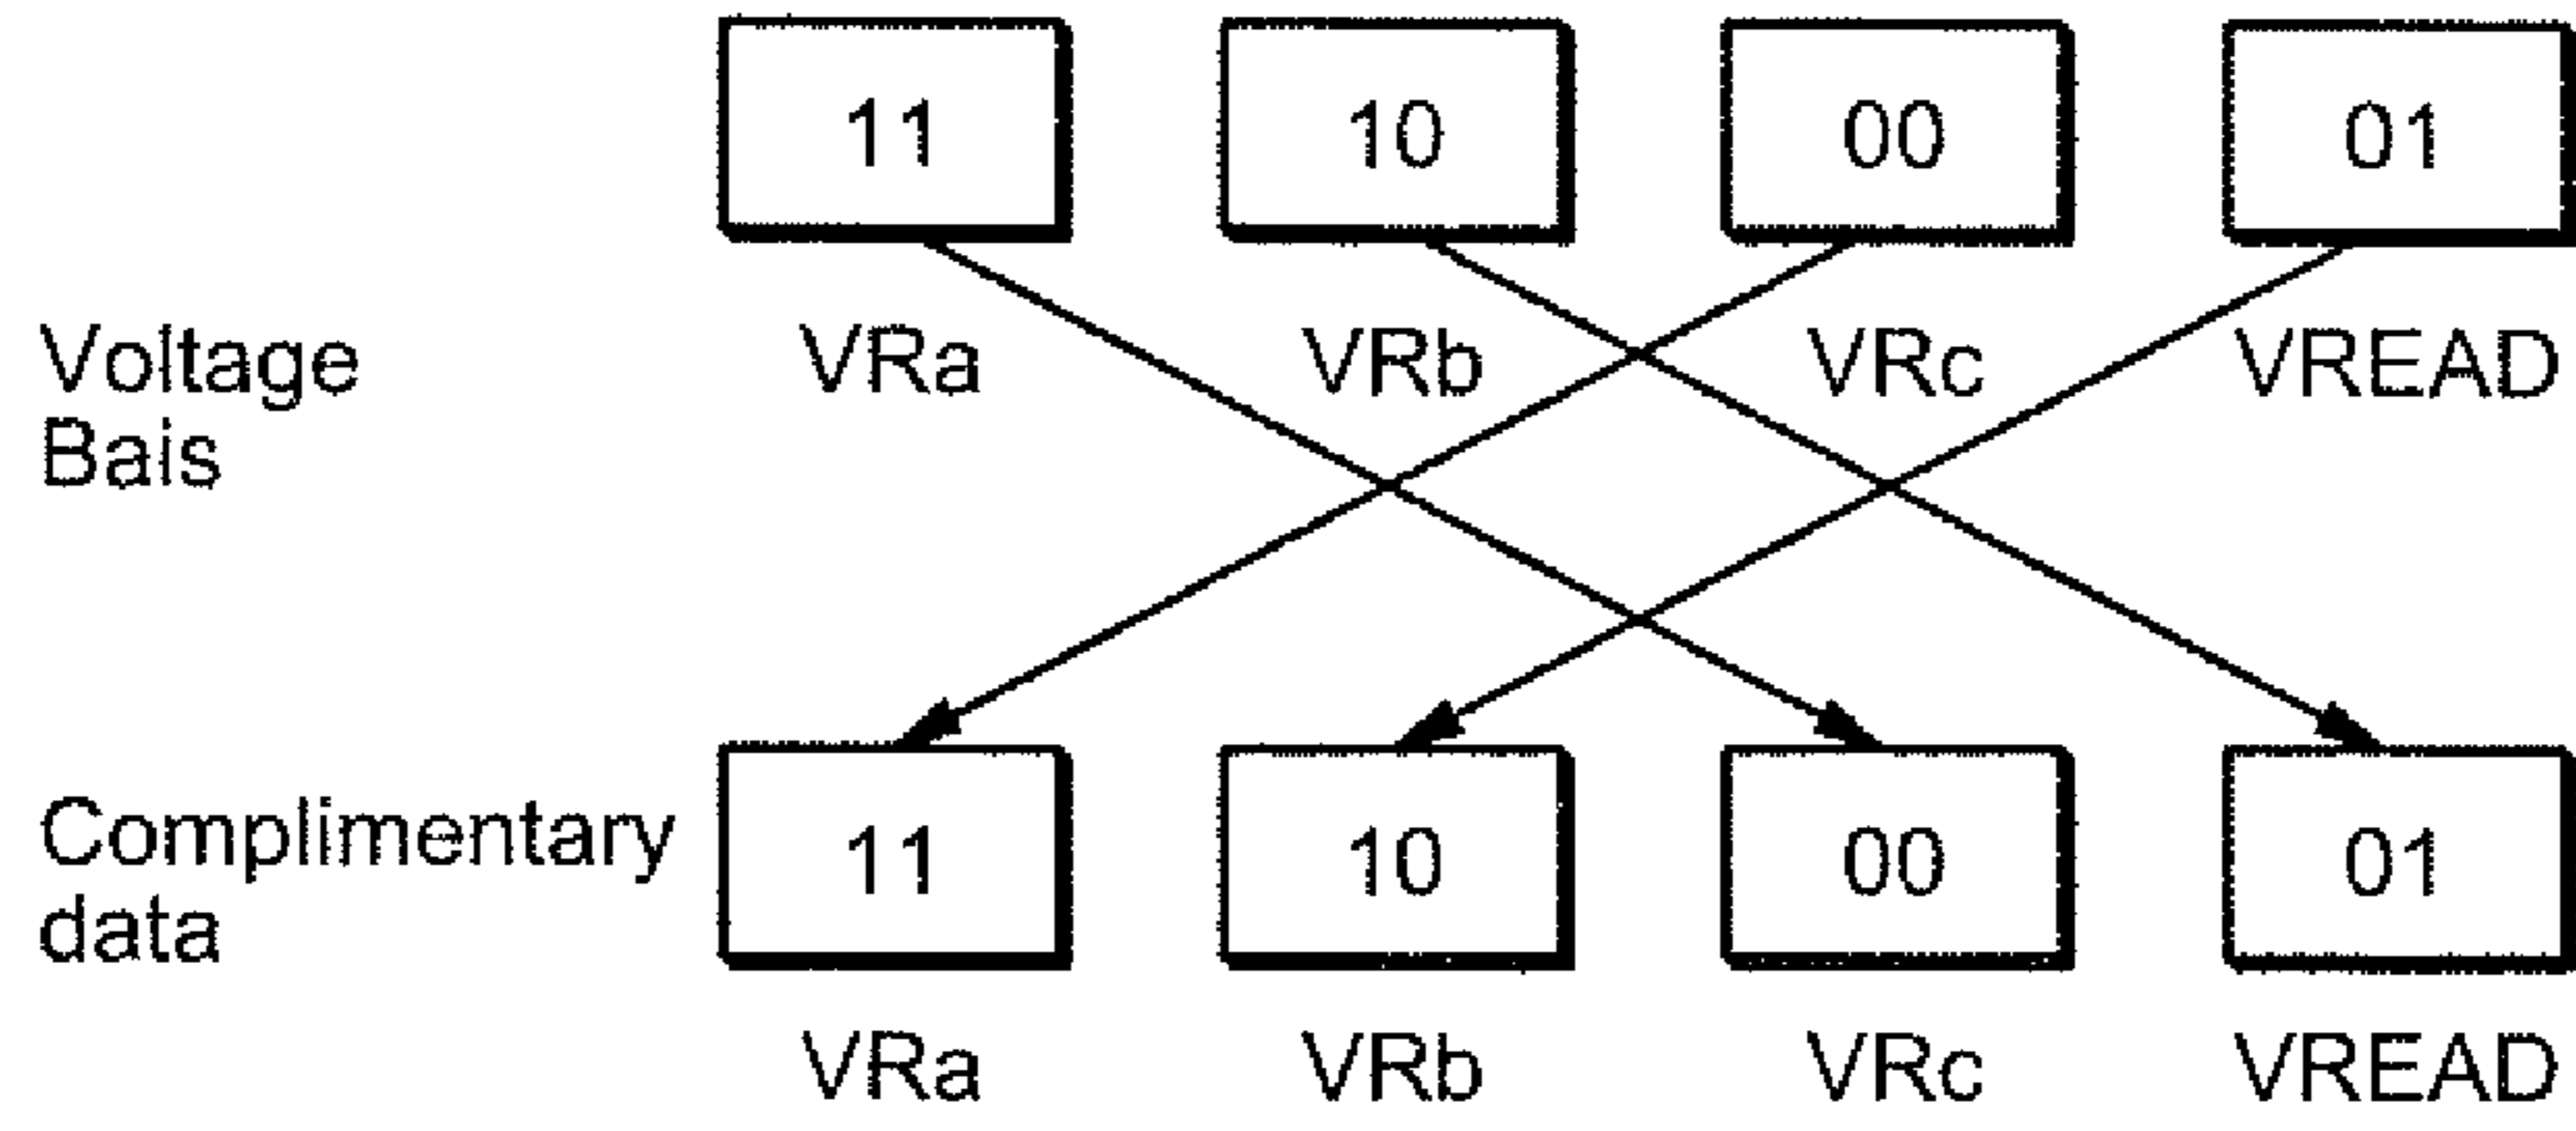 11 10 00 01
Voltage VRa VRb VRc VREAD
Bais
Complimentary 11 10 00 01
data
VRa VRb VRc VREAD